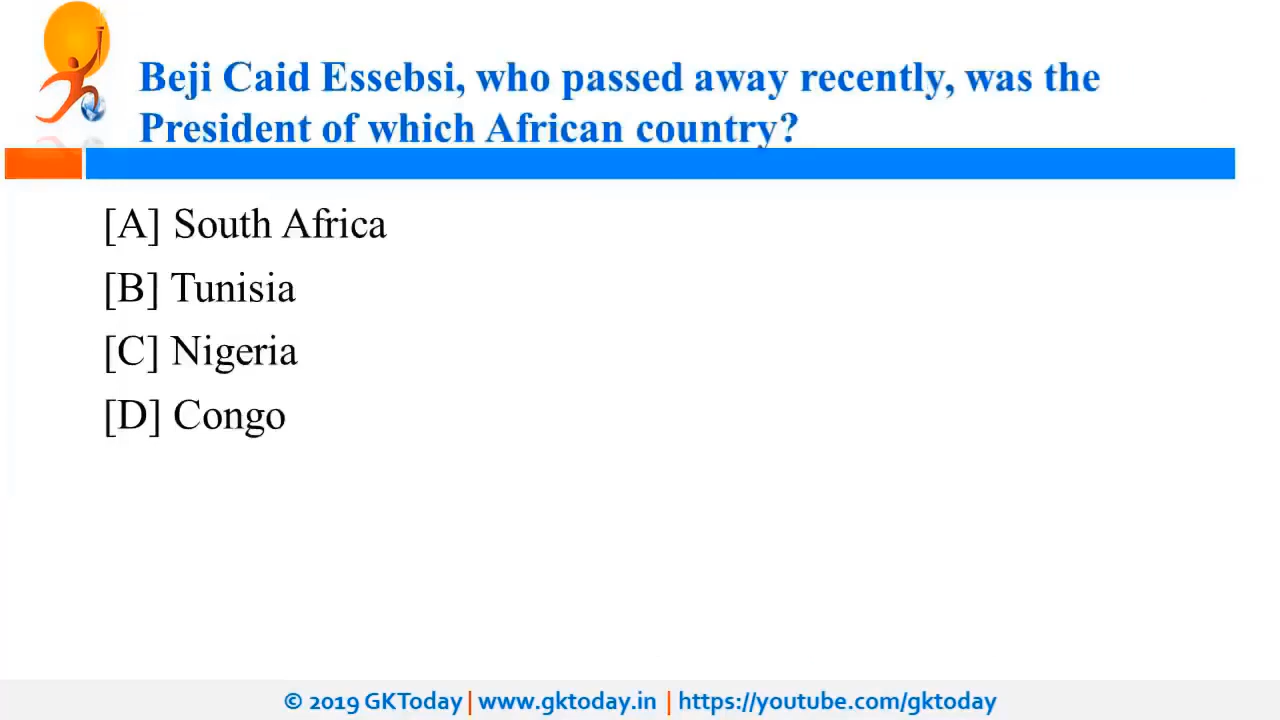 Beji Caid Essebsi, who passed away recently, was the
President of which African country?
[A] South Africa
[B] Tunisia
[C] Nigeria
[D] Congo
© 2019 GKToday | www.gktoday.in | https://youtube.com/gktoday